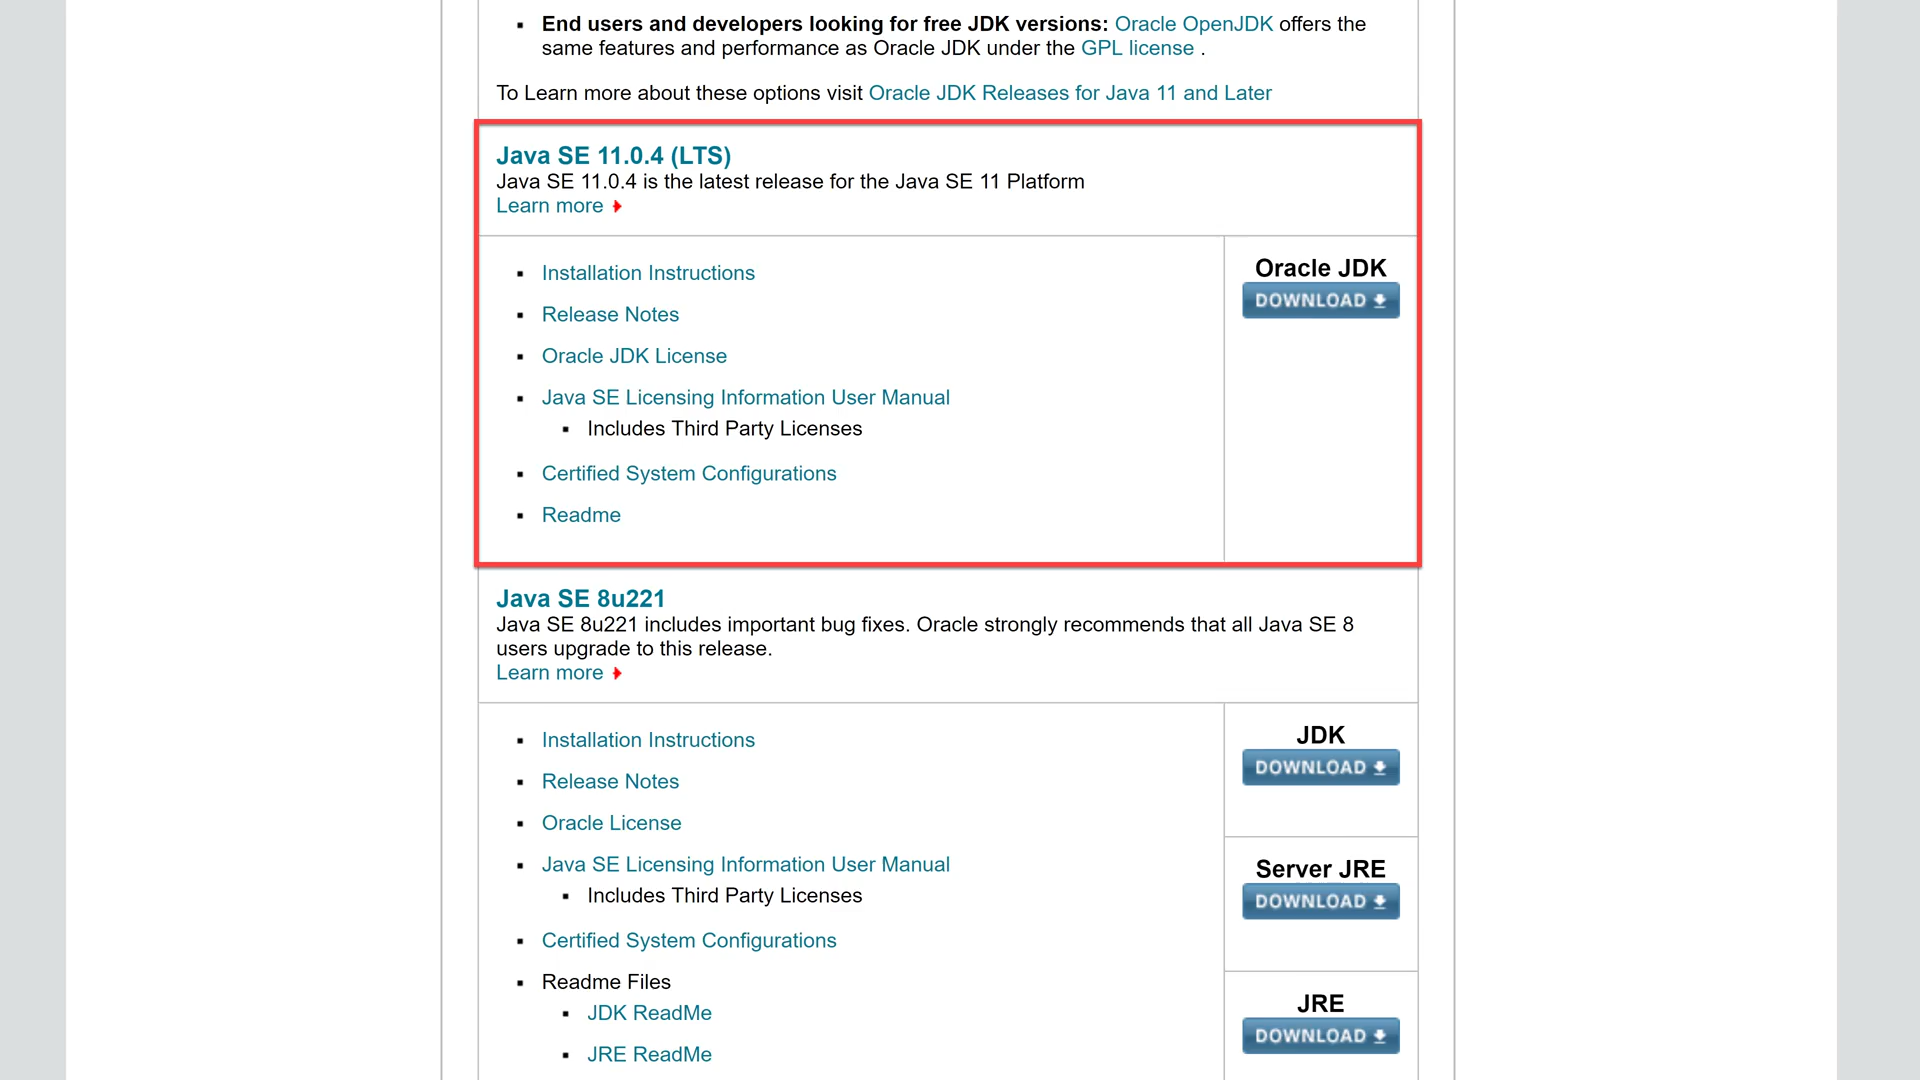 End users and developers looking for free JDK versions: Oracle OpenJDK offers the
same features and performance as Oracle JDK under the GPL license .
To Learn more about these options visit Oracle JDK Releases for Java 11 and Later
Java SE 11.0.4 (LTS)
Java SE 11.0.4 is the latest release for the Java SE 11 Platform
Learn more
Installation Instructions
Release Notes
Oracle JDK License
Java SE Licensing Information User Manual
Includes Third Party Licenses
Certified System Configurations
Readme
Oracle JDK
DOWNLOAD
Java SE 8u221
Java SE 8u221 includes important bug fixes. Oracle strongly recommends that all Java SE 8
users upgrade to this release.
Learn more
Installation Instructions
Release Notes
Oracle License
Java SE Licensing Information User Manual
Includes Third Party Licenses
Certified System Configurations
Readme Files
JDK ReadMe
JRE ReadMe
JDK
DOWNLOAD
Server JRE
DOWNLOAD
JRE
DOWNLOAD